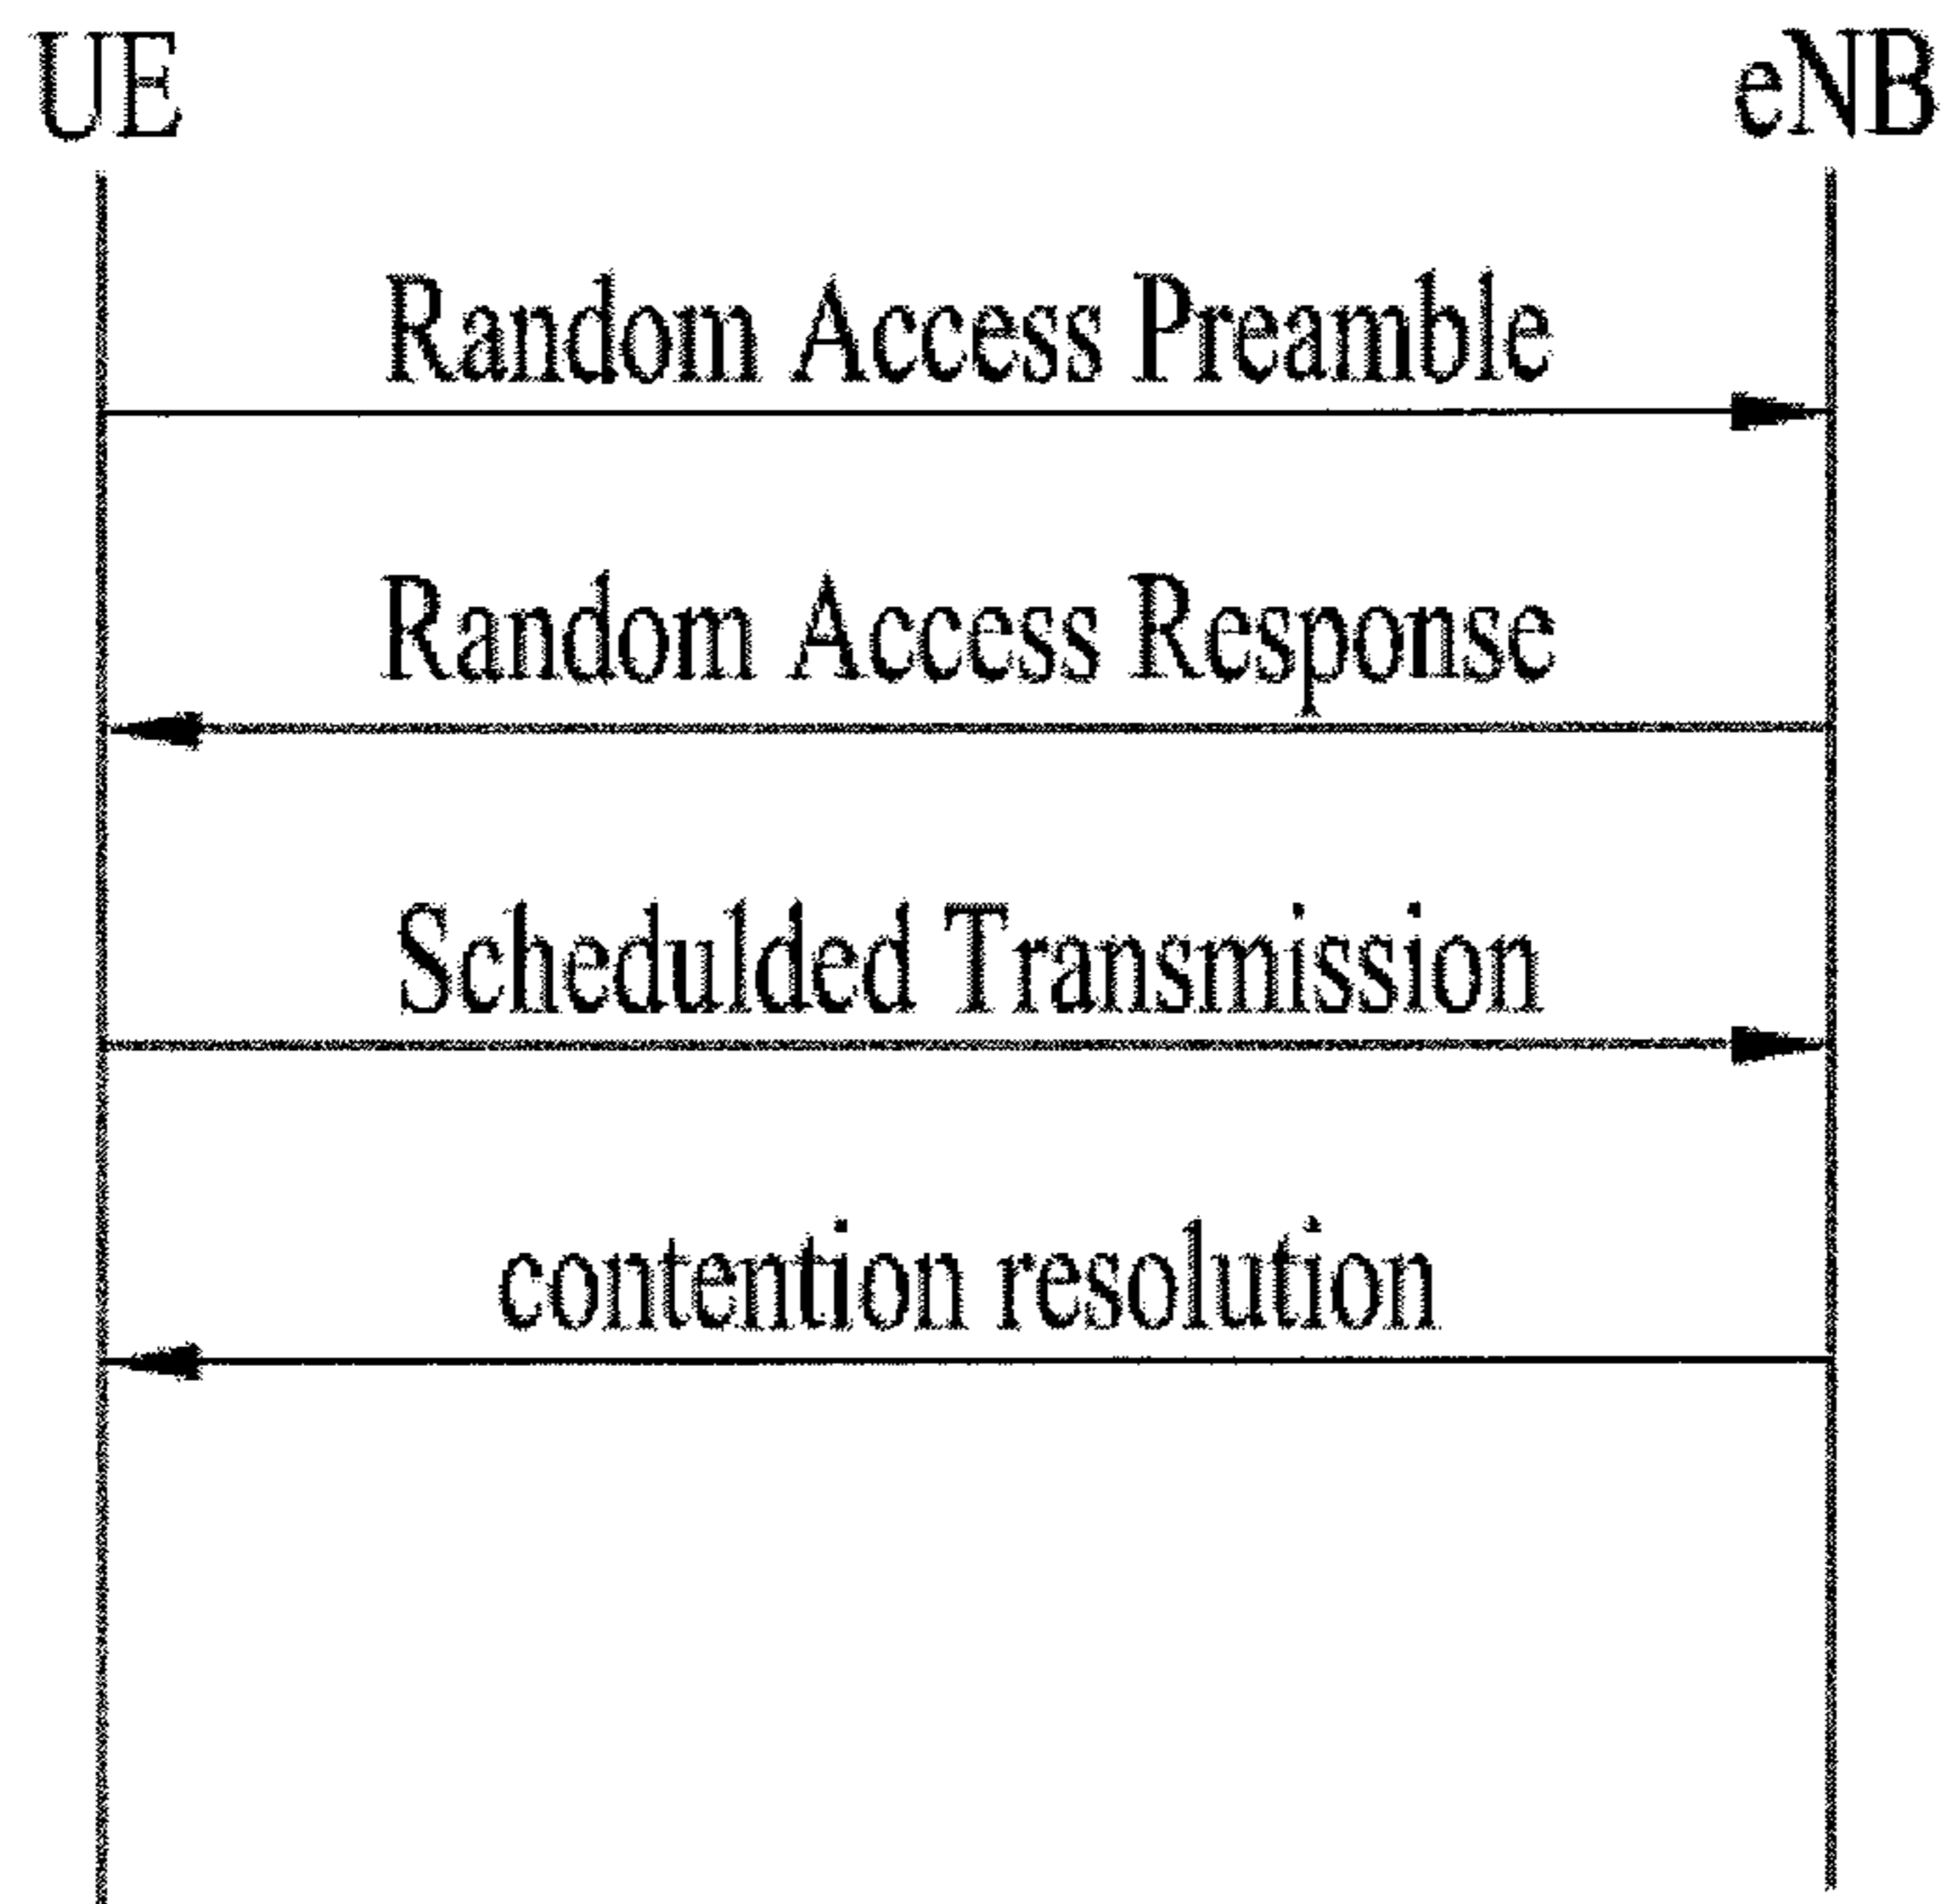 UE eNB
Random Access Preamble
Random Access Response
Schedulded Transmission
contention resolution